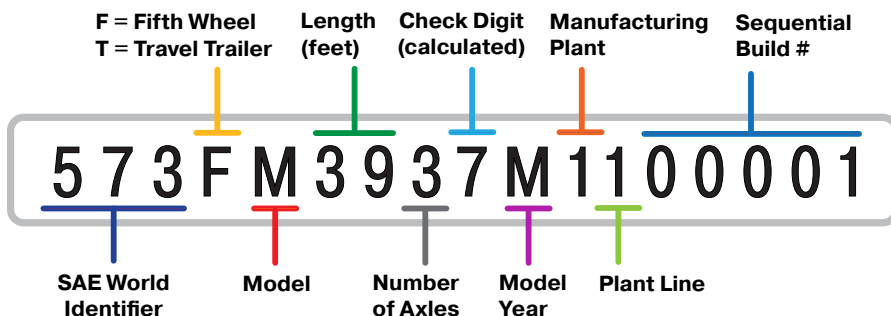 F = Fifth Wheel
T = Travel Trailer
Length
(feet)
Check Digit
(calculated)
Manufacturing
Plant
Sequential
Build #
573FM3937M1100001
SAE World
Identifier
Model
Number
of Axles
Model
Year
Plant Line